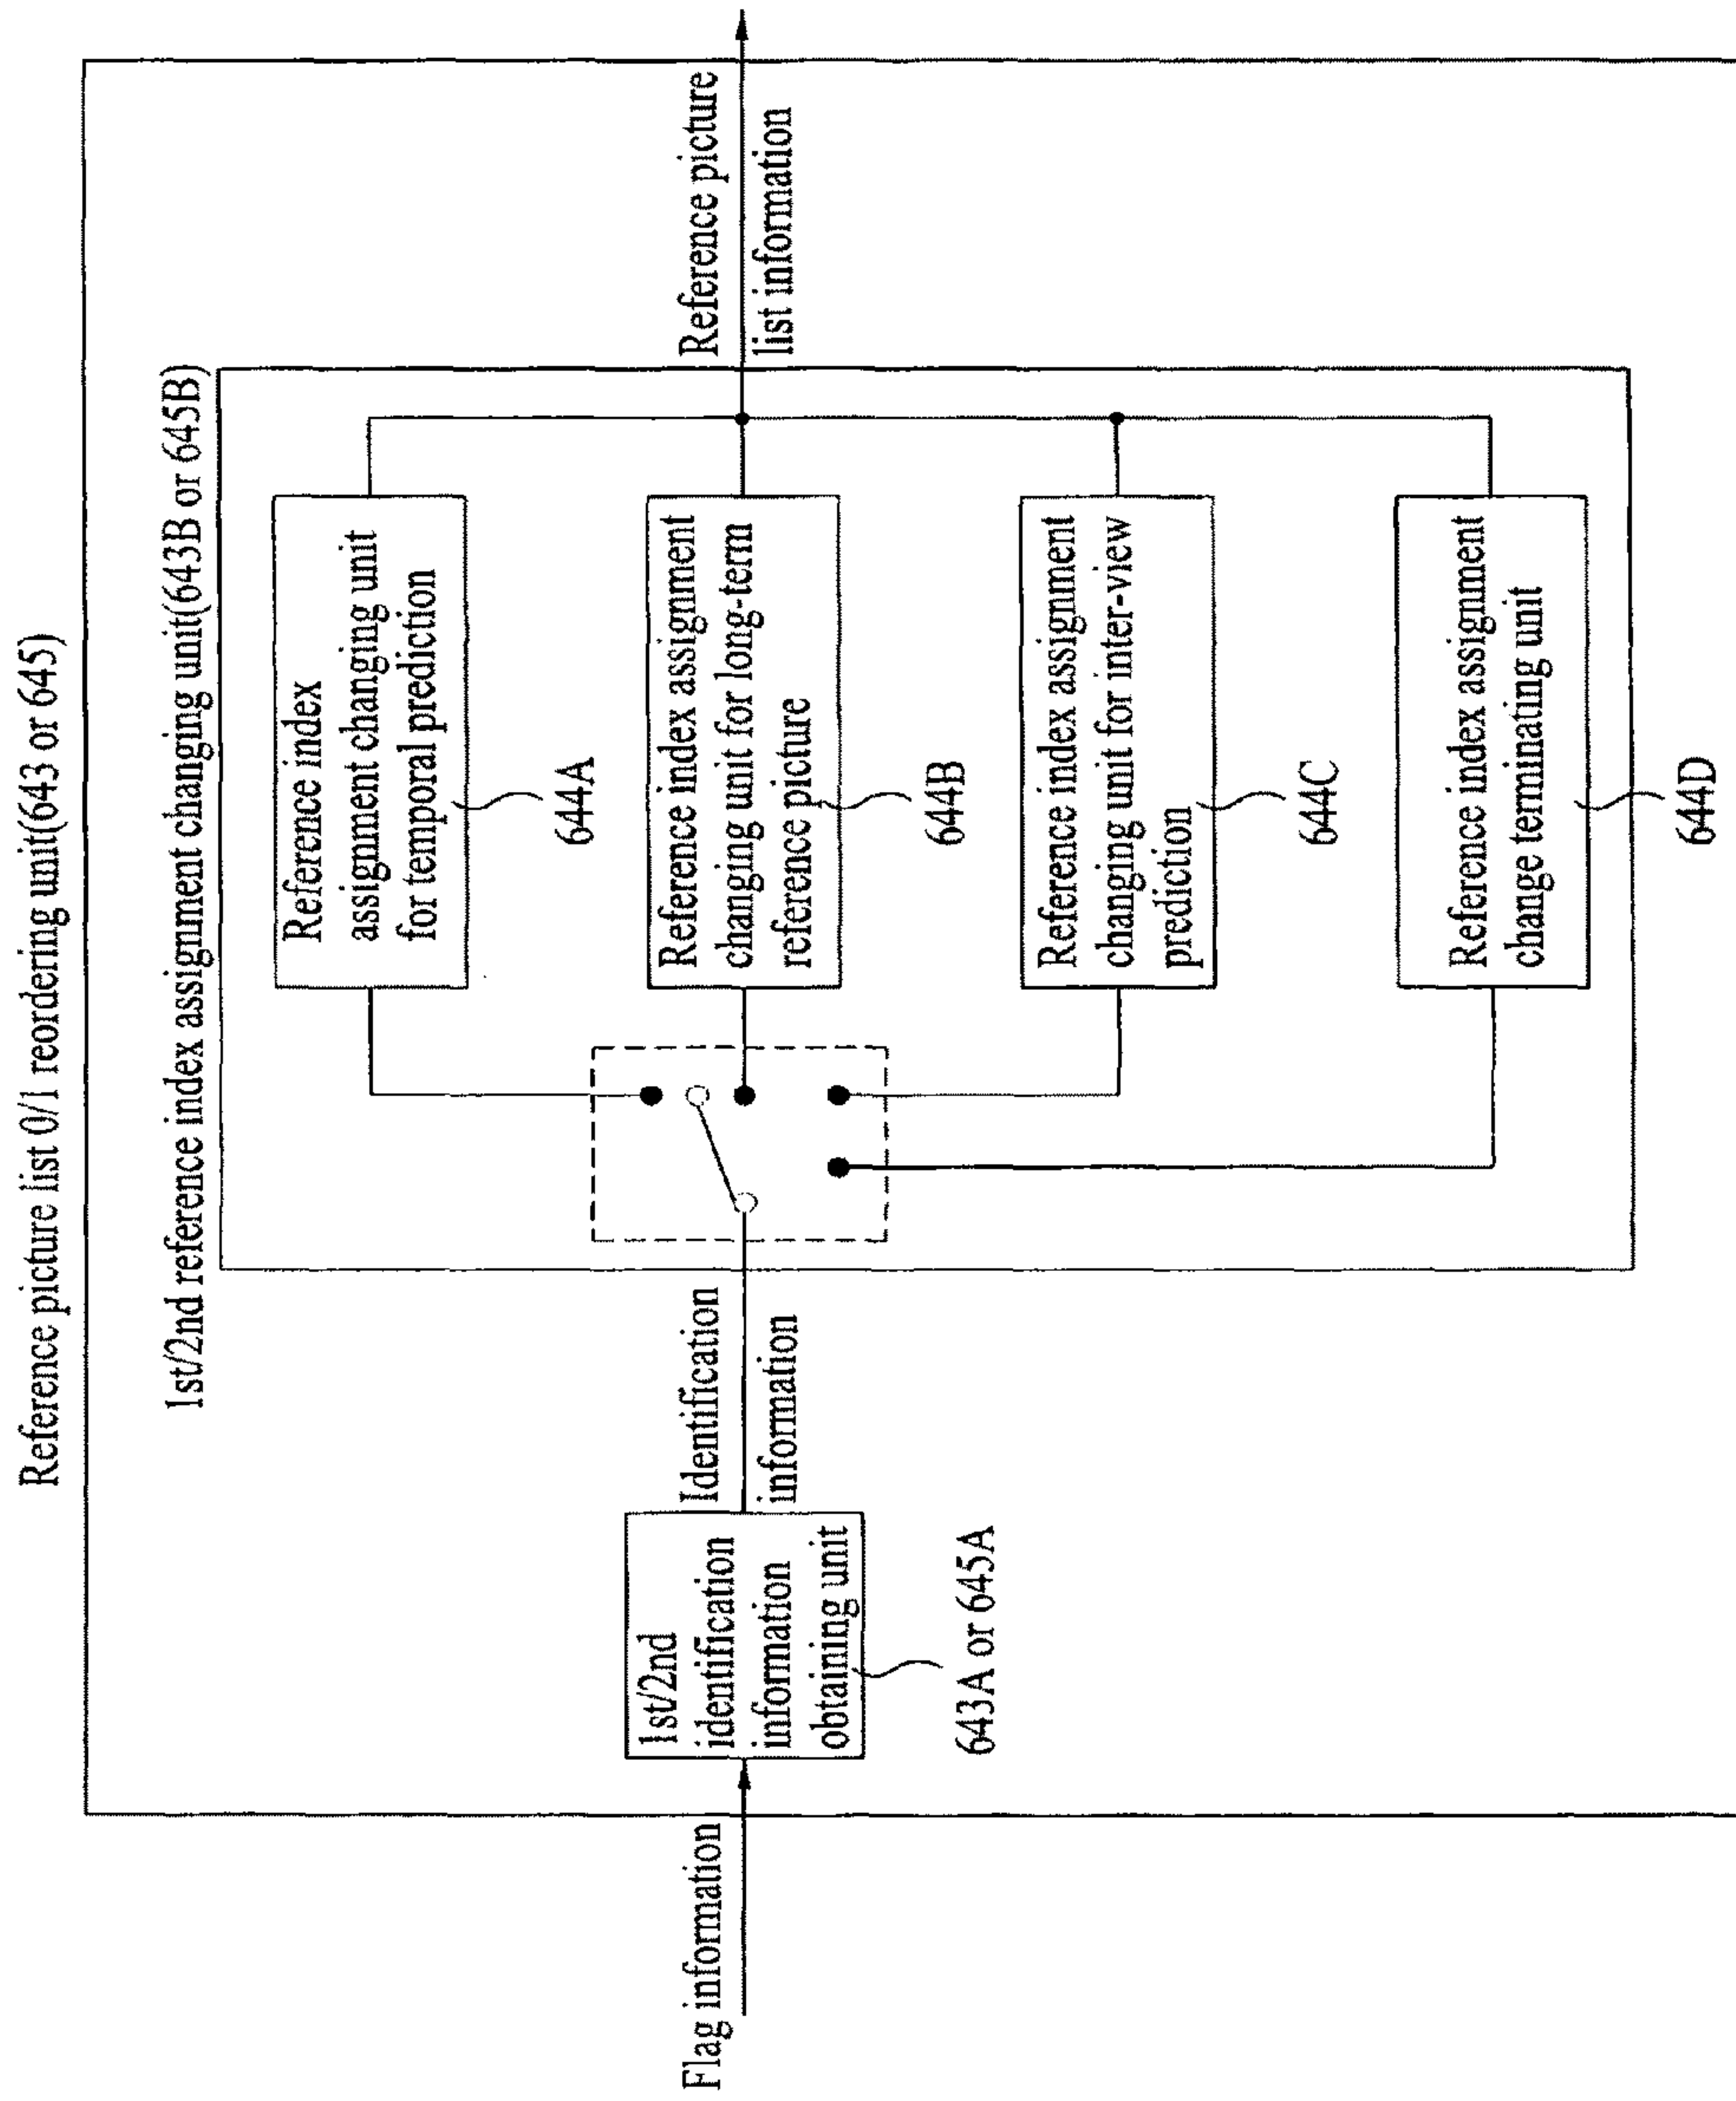 Reference picture list 0/1 reordering unit(643 or 645)
1st/2nd reference index assignment changing unit(643B or 645B)
Flag information
1st/2nd
identification
information
obtaining unit
643A or 645A
Identification
information
Reference index
assignment changing unit
for temporal prediction
644A
Reference index assignment
changing unit for long-term
reference picture
644B
Reference index assignment
changing unit for inter-view
prediction
644C
Reference index assignment
change terminating unit
644D
Reference picture
list information